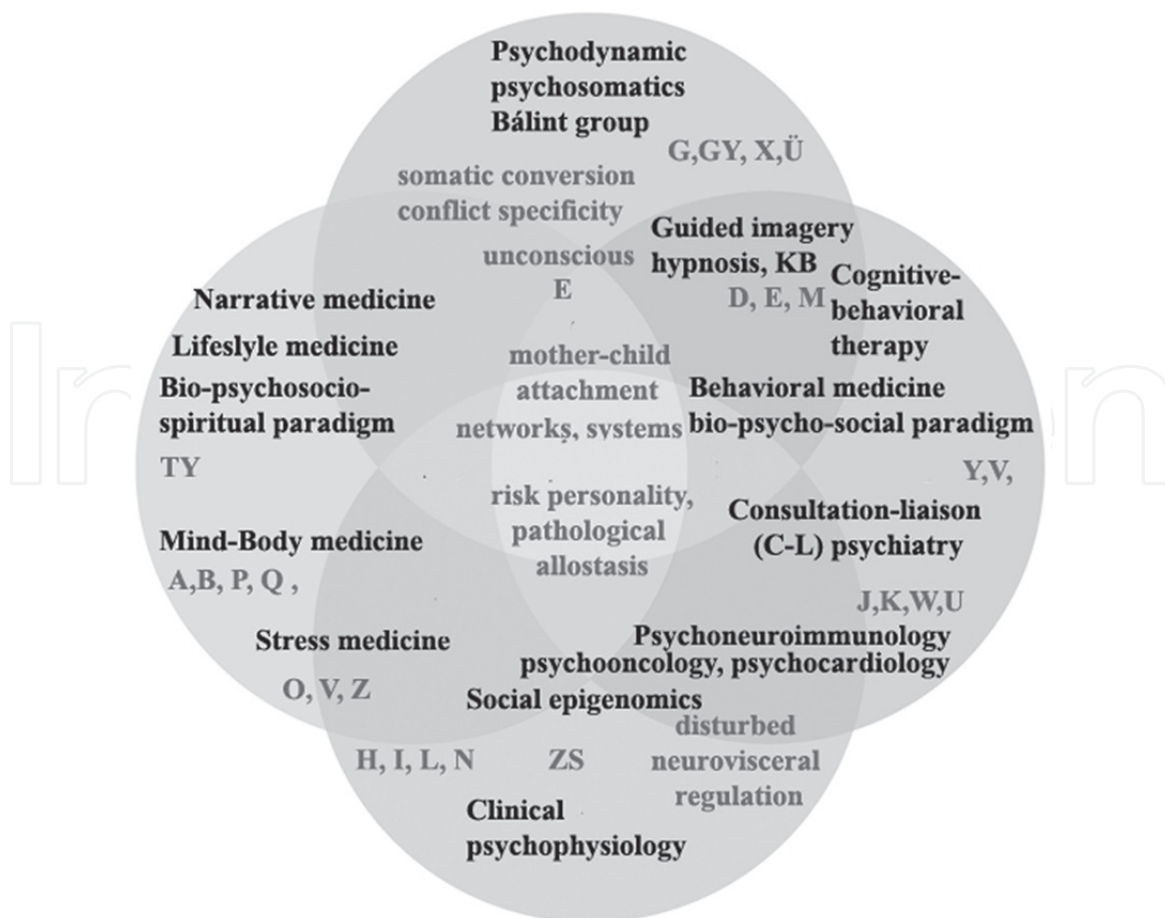 Psychodynamic
psychosomatics
Bálint group
G,GY, X,Ü
somatic conversion
conflict specificity
unconscious
E
Guided imagery
hypnosis, KB
D, E, M
Cognitive-
behavioral
therapy
Narrative medicine
Lifeslyle medicine
Bio-psychosocio-
spiritual paradigm
TY
mother-child
attachment
networks, systems
Behavioral medicine
bio-psycho-social paradigm
Y,V,
risk personality,
pathological
allostasis
Consultation-liaison
(C-L) psychiatry
J,K,W,U
Mind-Body medicine
A,B, P, Q ,
Stress medicine
O, V, Z
Psychoneuroimmunology
psychooncology, psychocardiology
Social epigenomics
disturbed
neurovisceral
regulation
H, I, L, N
ZS
Clinical
psychophysiology